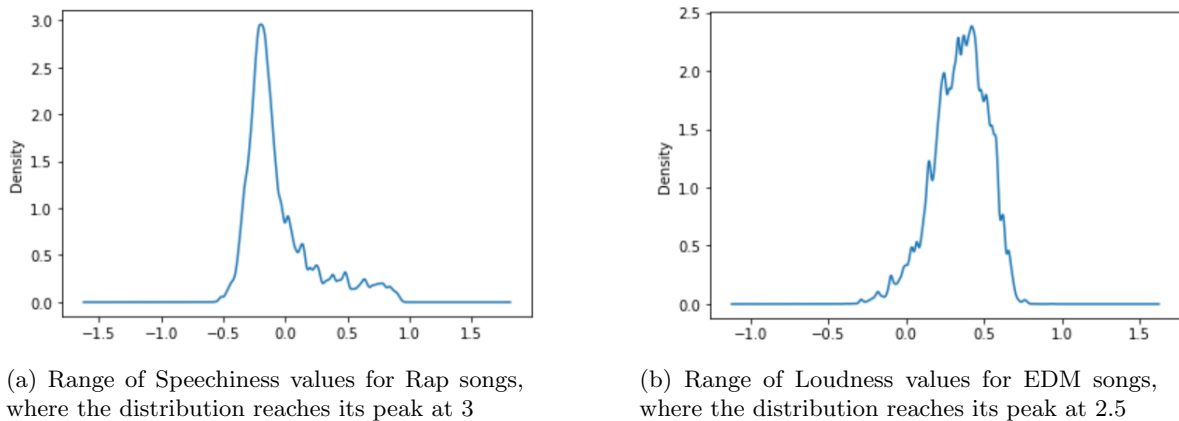 3.0
2.5
2.0
1.5
1.0
0.5
0.0
Density
−1.5 −1.0 −0.5 0.0 0.5 1.0 1.5
2.5
2.0
1.5
1.0
0.5
0.0
Density
−1.0 −0.5 0.0 0.5 1.0 1.5
(a) Range of Speechiness values for Rap songs,
where the distribution reaches its peak at 3
(b) Range of Loudness values for EDM songs,
where the distribution reaches its peak at 2.5